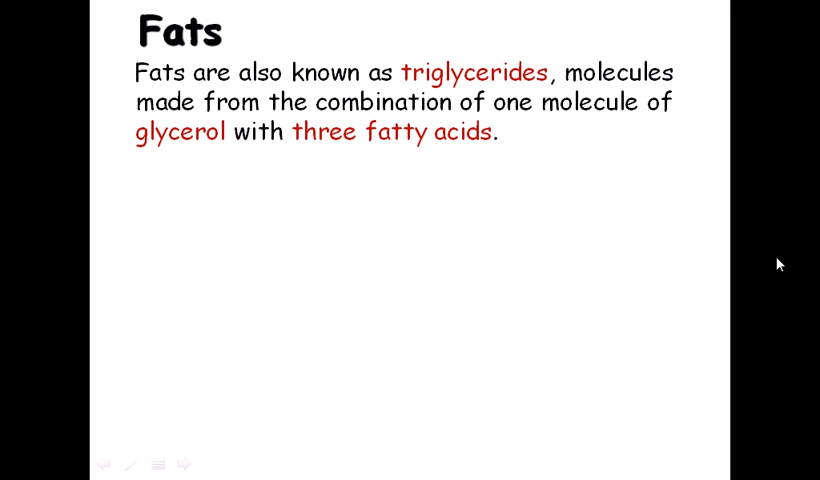 Fats
Fats are also known as triglycerides, molecules
made from the combination of one molecule of
glycerol with three fatty acids.